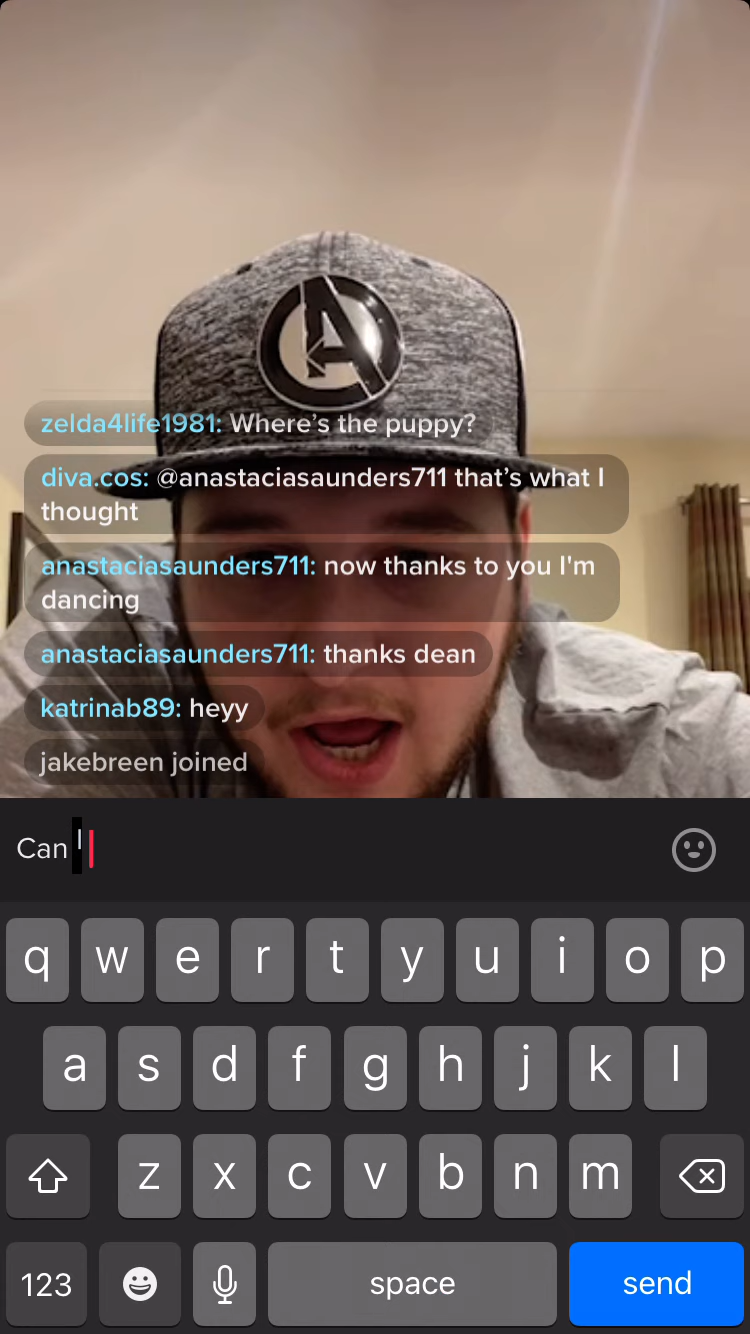 A
zelda4life1981: Where’s the puppy?
diva.cos: @anastaciasaunders711 that’s what I
thought
anastaciasaunders711: now thanks to you I'm
dancing
anastaciasaunders711: thanks dean
katrinab89: heyy
jakebreen joined
Can I
q w e r t y u i o p
a s d f g h j k l
z x c v b n m
123 space send